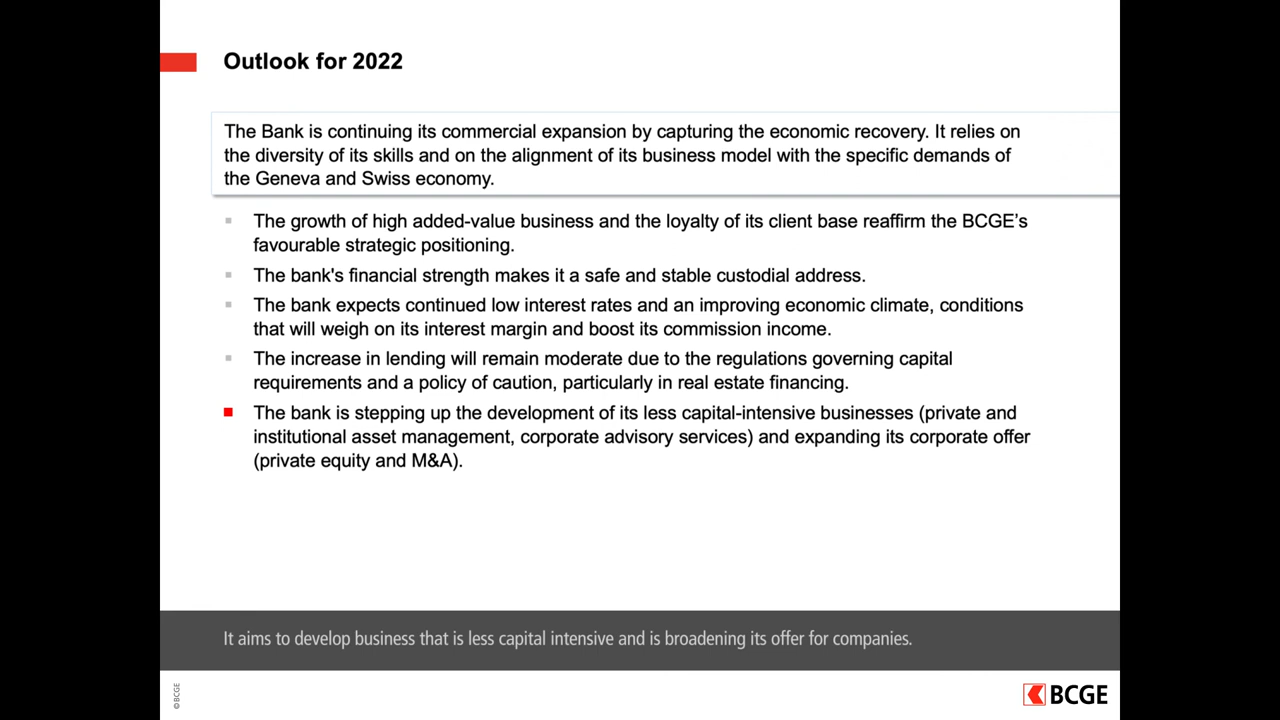 Outlook for 2022
The Bank is continuing its commercial expansion by capturing the economic recovery. It relies on
the diversity of its skills and on the alignment of its business model with the specific demands of
the Geneva and Swiss economy.
The growth of high added-value business and the loyalty of its client base reaffirm the BCGE's
favourable strategic positioning.
The bank's financial strength makes it a safe and stable custodial address.
The bank expects continued low interest rates and an improving economic climate, conditions
that will weigh on its interest margin and boost its commission income.
The increase in lending will remain moderate due to the regulations governing capital
requirements and a policy of caution, particularly in real estate financing.
The bank is stepping up the development of its less capital-intensive businesses (private and
institutional asset management, corporate advisory services) and expanding its corporate offer
(private equity and M&A).
It aims to develop business that is less capital intensive and is broadening its offer for companies.
© BCGE
BCGE